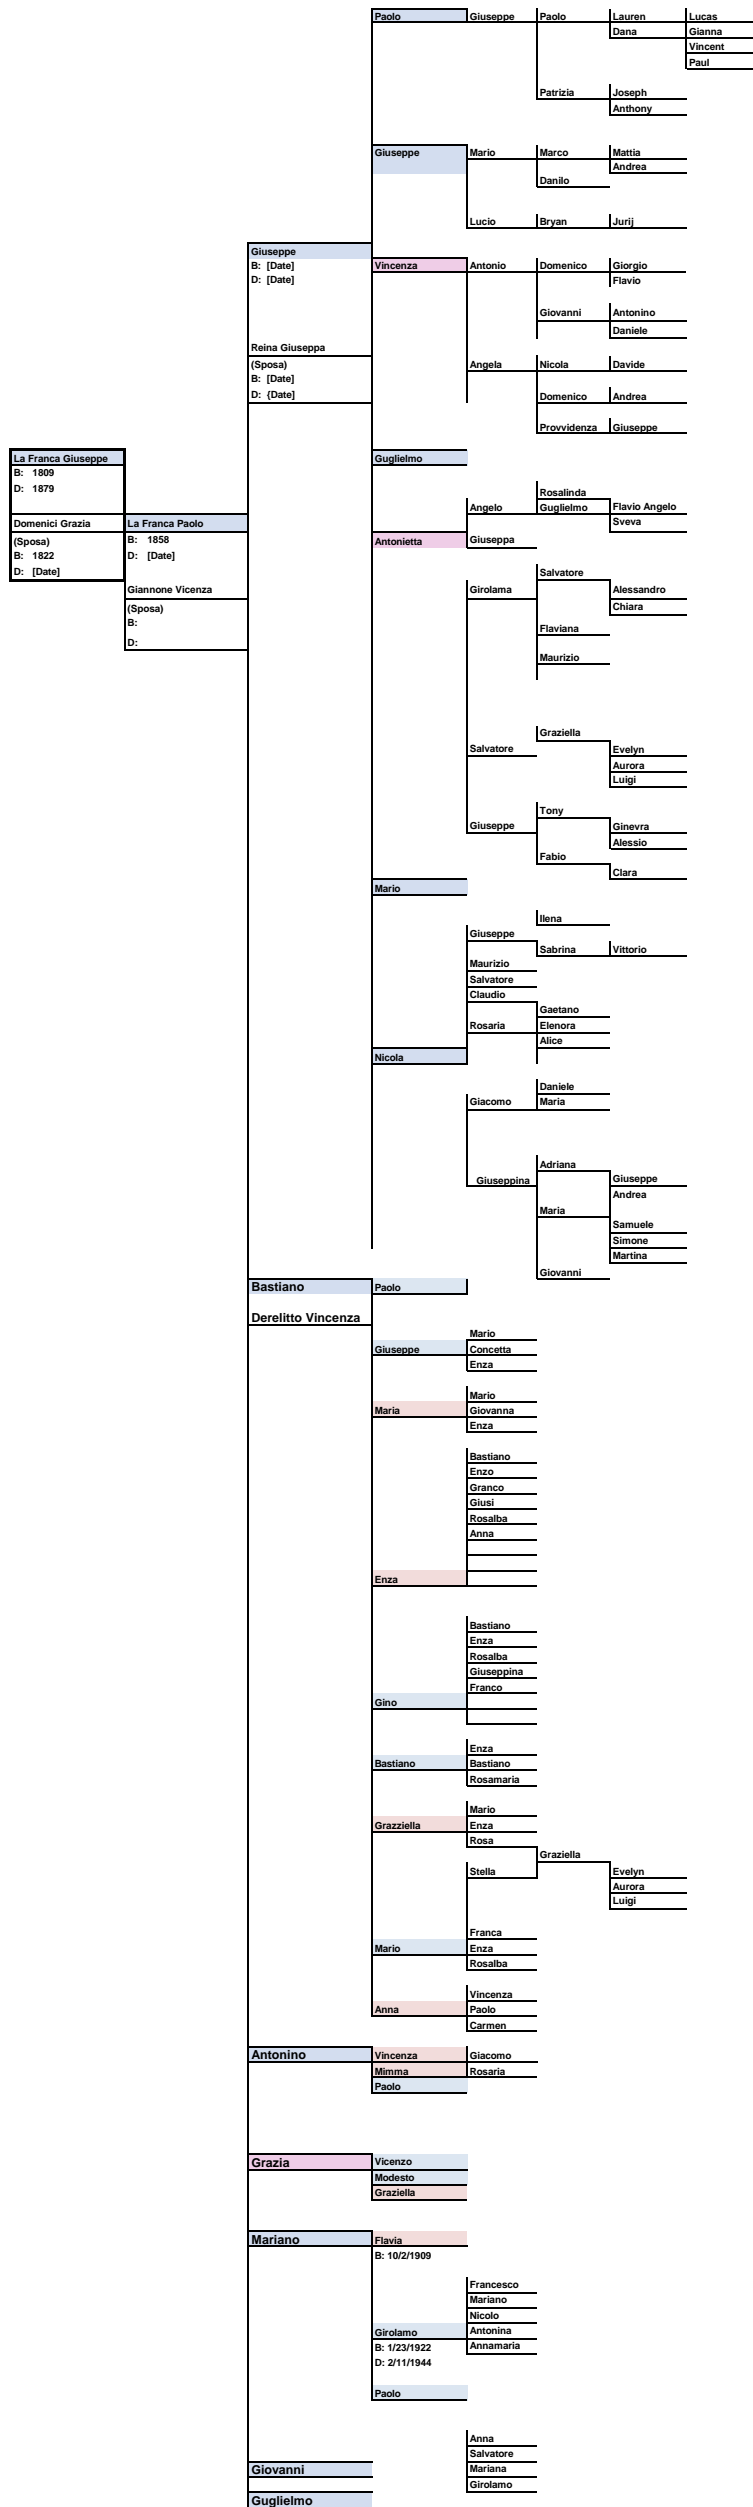 Paolo Giuseppe Paolo Lauren Lucas
Dana Gianna
Vincent
Paul
Patrizia Joseph
Anthony
Giuseppe Mario Marco Mattia
Andrea
Danilo
Lucio Bryan Jurij
Giuseppe
B: [Date] Vincenza Antonio Domenico Giorgio
D: [Date] Flavio
Giovanni Antonino
Daniele
Reina Giuseppa
(Sposa) Angela Nicola Davide
B: [Date]
D: {Date] Domenico Andrea
Provvidenza Giuseppe
La Franca Giuseppe Guglielmo
B: 1809
D: 1879
Rosalinda
Angelo Guglielmo Flavio Angelo
Domenici Grazia La Franca Paolo Sveva
(Sposa) B: 1858 Antonietta Giuseppa
B: 1822 D: [Date]
D: [Date]
Salvatore
Giannone Vicenza Girolama Alessandro
(Sposa) Chiara
B:
Flaviana
D:
Maurizio
Graziella
Salvatore Evelyn
Aurora
Luigi
Tony
Giuseppe Ginevra
Alessio
Fabio
Clara
Mario
Ilena
Giuseppe
Sabrina Vittorio
Maurizio
Salvatore
Claudio
Gaetano
Rosaria Elenora
Alice
Nicola
Daniele
Giacomo Maria
Adriana
Giuseppina Giuseppe
Andrea
Maria
Samuele
Simone
Martina
Giovanni
Bastiano Paolo
Derelitto Vincenza
Mario
Giuseppe Concetta
Enza
Mario
Maria Giovanna
Enza
Bastiano
Enzo
Granco
Giusi
Rosalba
Anna
Enza
Bastiano
Enza
Rosalba
Giuseppina
Franco
Gino
Enza
Bastiano Bastiano
Rosamaria
Mario
Grazziella Enza
Rosa
Graziella
Stella Evelyn
Aurora
Luigi
Franca
Mario Enza
Rosalba
Vincenza
Anna Paolo
Carmen
Antonino Vincenza Giacomo
Mimma Rosaria
Paolo
Grazia Vicenzo
Modesto
Graziella
Mariano Flavia
B: 10/2/1909
Francesco
Mariano
Nicolo
Girolamo Antonina
B: 1/23/1922 Annamaria
D: 2/11/1944
Paolo
Anna
Salvatore
Giovanni Mariana
Girolamo
Guglielmo